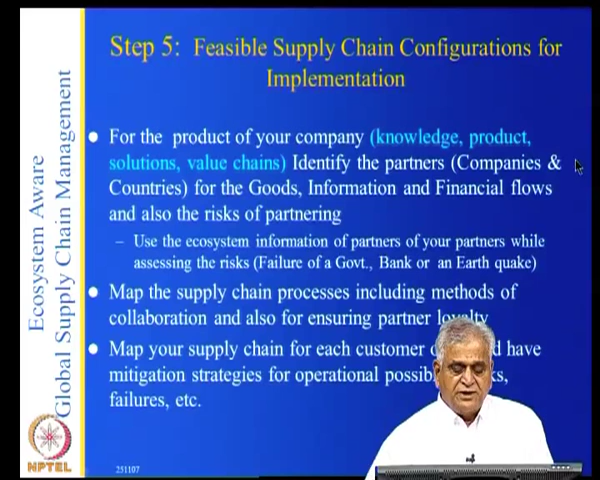 Step 5: Feasible Supply Chain Configurations for
Implementation
For the product of your company (knowledge, product,
solutions, value chains) Identify the partners (Companies &
Countries) for the Goods, Information and Financial flows
and also the risks of partnering
– Use the ecosystem information of partners of your partners while
assessing the risks (Failure of a Govt., Bank or an Earth quake)
Map the supply chain processes including methods of
collaboration and also for ensuring partner loyalty
Map your supply chain for each customer have
mitigation strategies for operational
failures, etc.
Ecosystem Aware
Global Supply Chain Management
NPTEL
251107